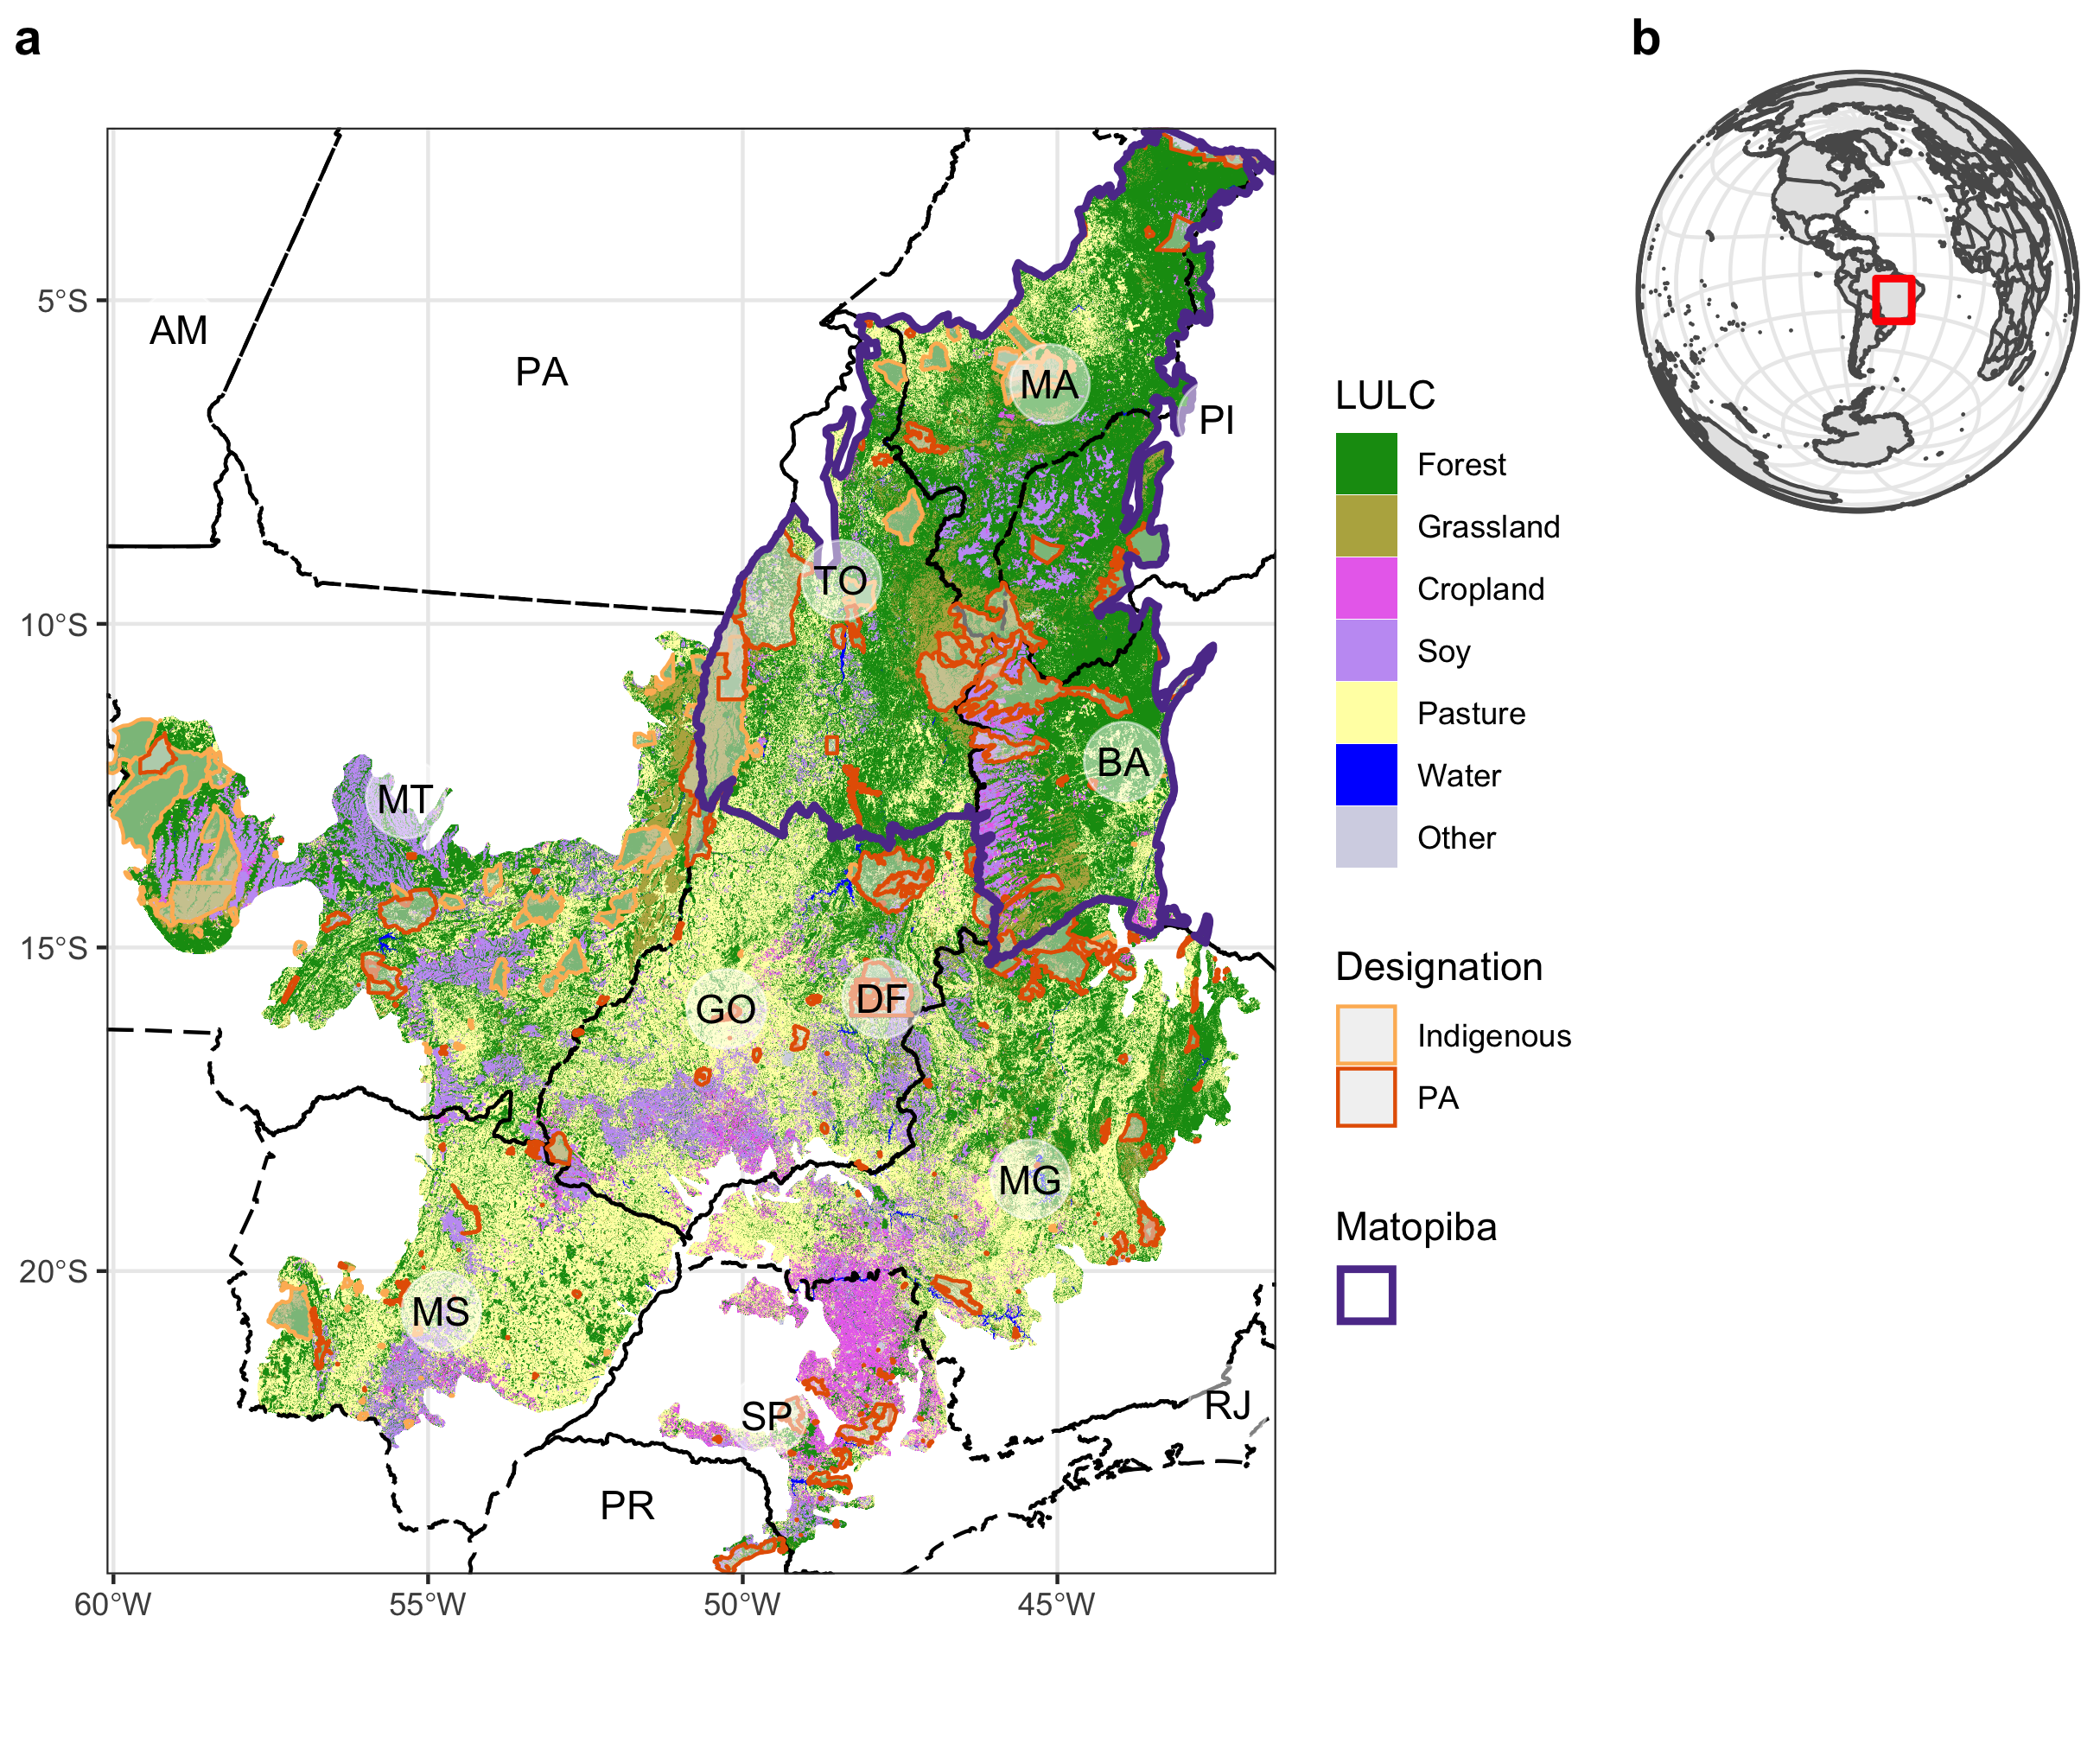 a
b
5°S
10°S
15°S
20°S
60°W
55°W
50°W
45°W
AM
PA
MA
PI
TO
BA
MT
GO
DF
MG
MS
SP
RJ
PR
LULC
Forest
Grassland
Cropland
Soy
Pasture
Water
Other
Designation
Indigenous
PA
Matopiba